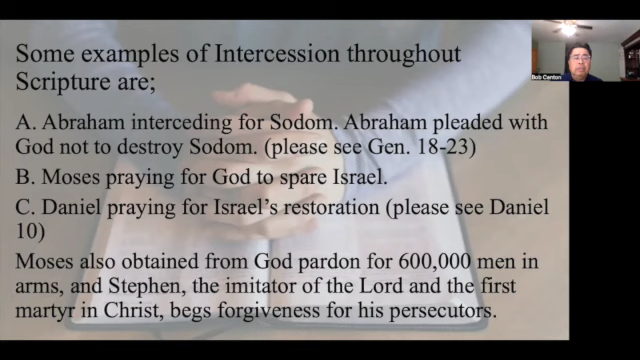 Some examples of Intercession throughout
Scripture are;
A. Abraham interceding for Sodom. Abraham pleaded with
God not to destroy Sodom. (please see Gen. 18-23)
B. Moses praying for God to spare Israel.
C. Daniel praying for Israel's restoration (please see Daniel
10)
Moses also obtained from God pardon for 600,000 men in
arms, and Stephen, the imitator of the Lord and the first
martyr in Christ, begs forgiveness for his persecutors.
Bob Canton